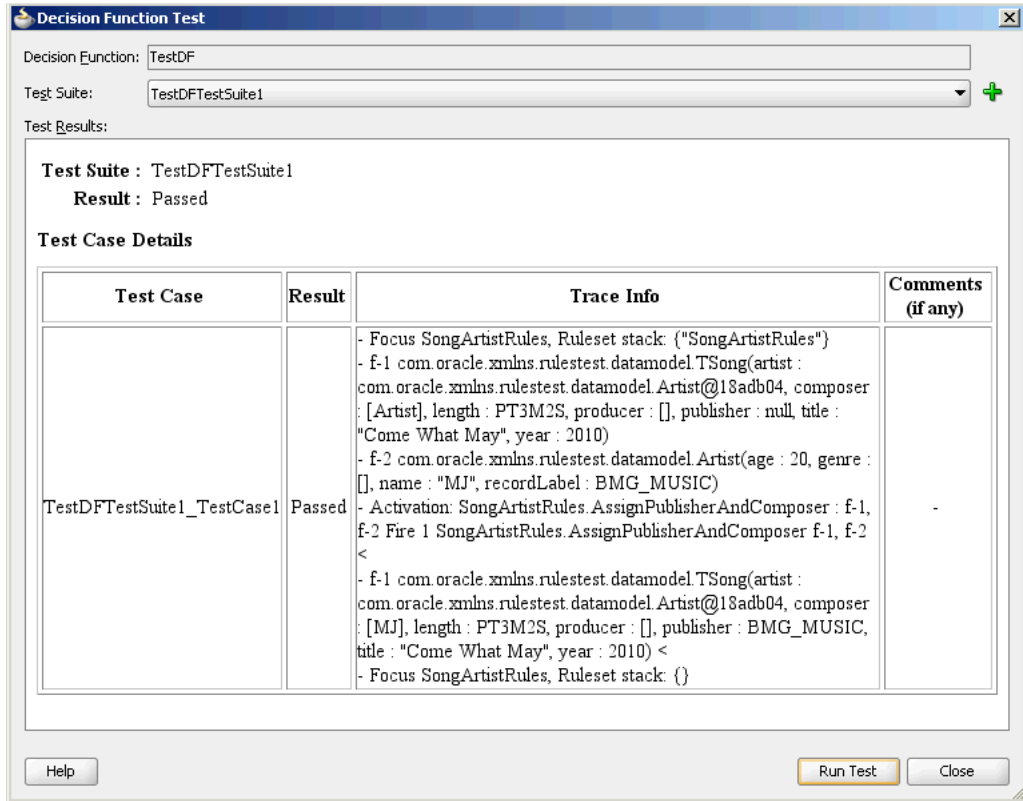 Decision Function Test
Decision Function: TestDF
Test Suite: TestDFTestSuite1
Test Results:
Test Suite : TestDFTestSuite1
Result : Passed
Test Case Details
Test Case Result Trace Info Comments (if any)
- Focus SongArtistRules, Ruleset stack: {"SongArtistRules"}
- f-1 com.oracle.xmlns.rulestest.datamodel.TSong(artist :
com.oracle.xmlns.rulestest.datamodel.Artist@18adb04, composer
: [Artist], length : PT3M2S, producer : [], publisher : null, title :
"Come What May", year : 2010)
- f-2 com.oracle.xmlns.rulestest.datamodel.Artist(age : 20, genre :
[], name : "MJ", recordLabel : BMG_MUSIC)
TestDFTestSuite1_TestCase1 Passed - Activation: SongArtistRules.AssignPublisherAndComposer : f-1, -
f-2 Fire 1 SongArtistRules.AssignPublisherAndComposer f-1, f-2
<
- f-1 com.oracle.xmlns.rulestest.datamodel.TSong(artist :
com.oracle.xmlns.rulestest.datamodel.Artist@18adb04, composer
: [MJ], length : PT3M2S, producer : [], publisher : BMG_MUSIC,
title : "Come What May", year : 2010) <
- Focus SongArtistRules, Ruleset stack: {}
Help Run Test Close